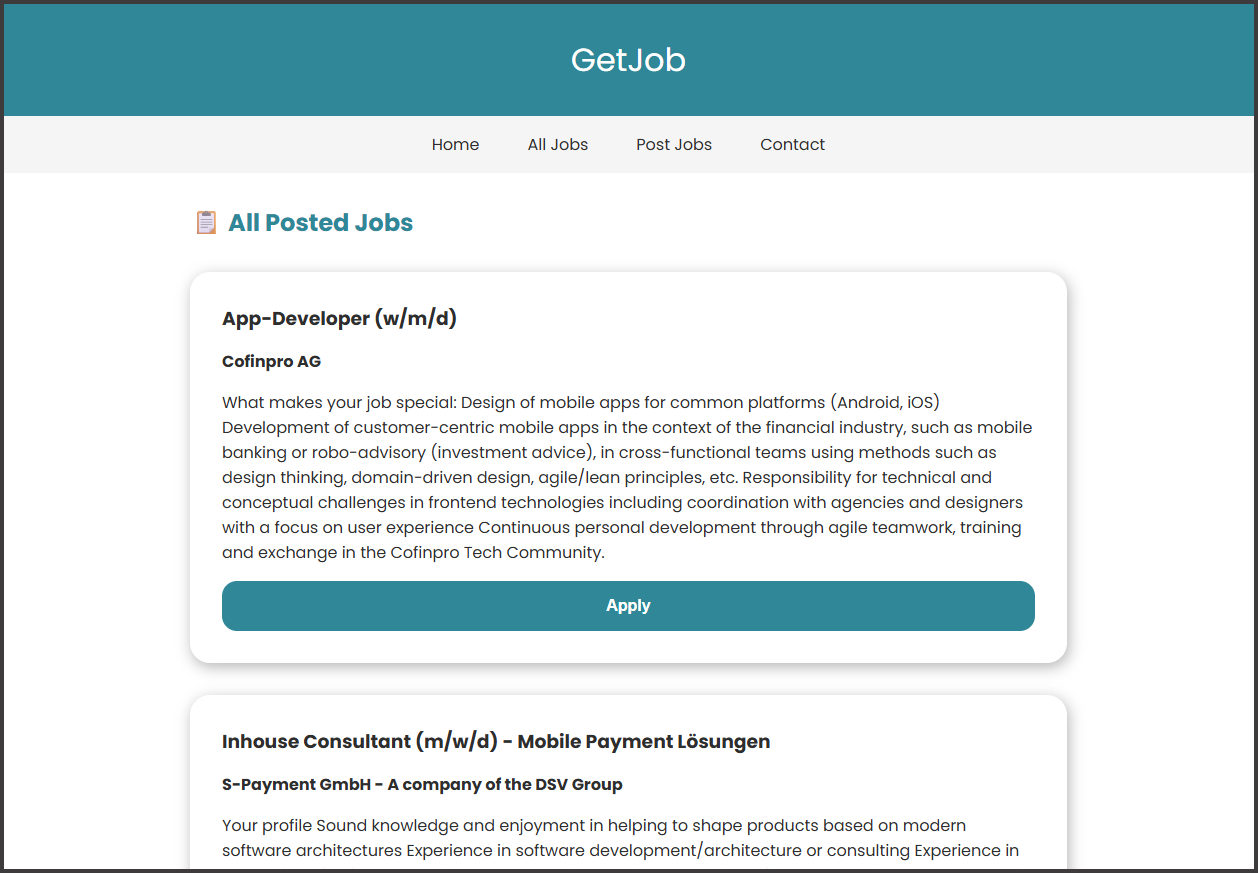 GetJob
Home All Jobs Post Jobs Contact
📋 All Posted Jobs
App-Developer (w/m/d)
Cofinpro AG
What makes your job special: Design of mobile apps for common platforms (Android, iOS)
Development of customer-centric mobile apps in the context of the financial industry, such as mobile
banking or robo-advisory (investment advice), in cross-functional teams using methods such as
design thinking, domain-driven design, agile/lean principles, etc. Responsibility for technical and
conceptual challenges in frontend technologies including coordination with agencies and designers
with a focus on user experience Continuous personal development through agile teamwork, training
and exchange in the Cofinpro Tech Community.
Apply
Inhouse Consultant (m/w/d) - Mobile Payment Lösungen
S-Payment GmbH - A company of the DSV Group
Your profile Sound knowledge and enjoyment in helping to shape products based on modern
software architectures Experience in software development/architecture or consulting Experience in